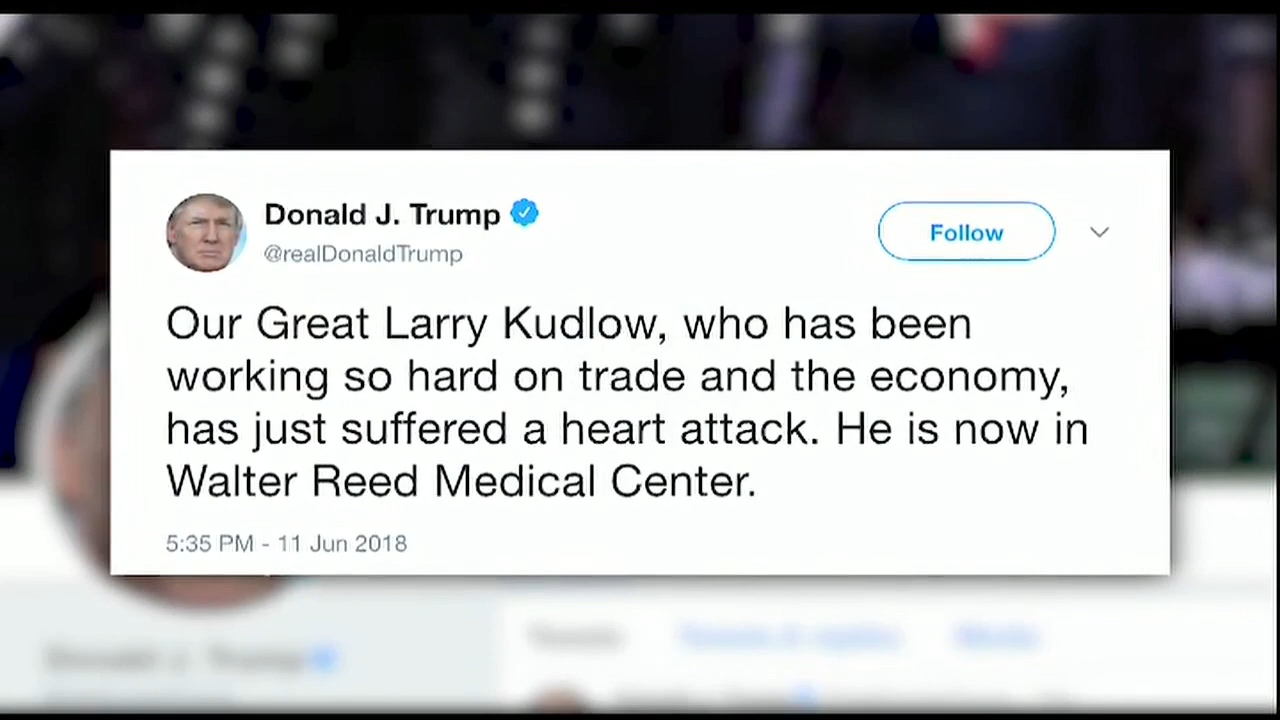 Donald J. Trump
@realDonaldTrump
Follow
Our Great Larry Kudlow, who has been
working so hard on trade and the economy,
has just suffered a heart attack. He is now in
Walter Reed Medical Center.
5:35 PM - 11 Jun 2018
Donald J. Trump